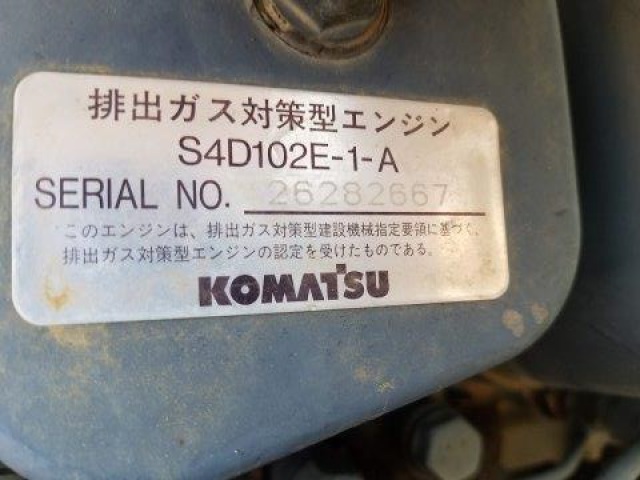 排出ガス対策型エンジン
S4D102E-1-A
SERIAL NO. 26282667
このエンジンは、排出ガス対策型建設機械指定要領に基づく、
排出ガス対策型エンジンの認定を受けたものである。
KOMATSU